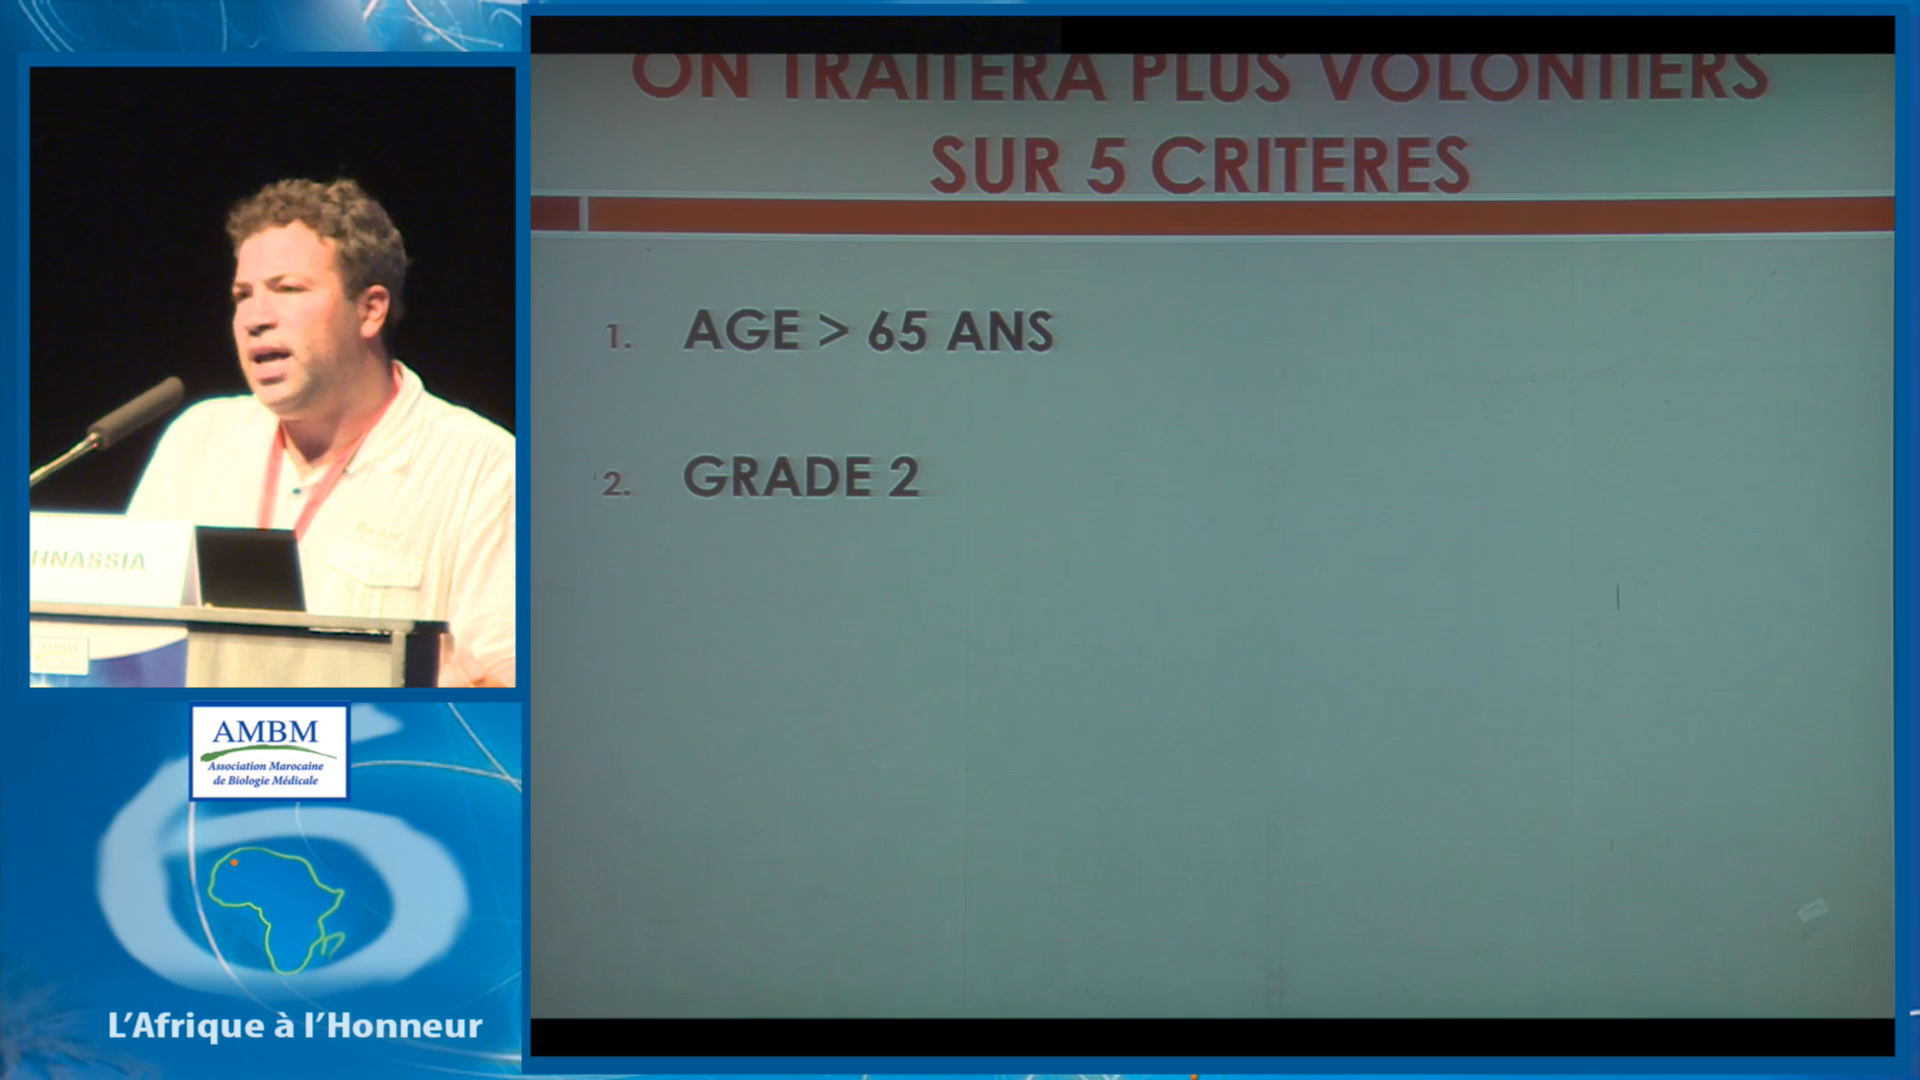 ON TRAITERA PLUS VOLONTIERS
SUR 5 CRITERES
1. AGE > 65 ANS
2. GRADE 2
HNASSIA
AMBM
Association Marocaine
de Biologie Médicale
L'Afrique à l'Honneur